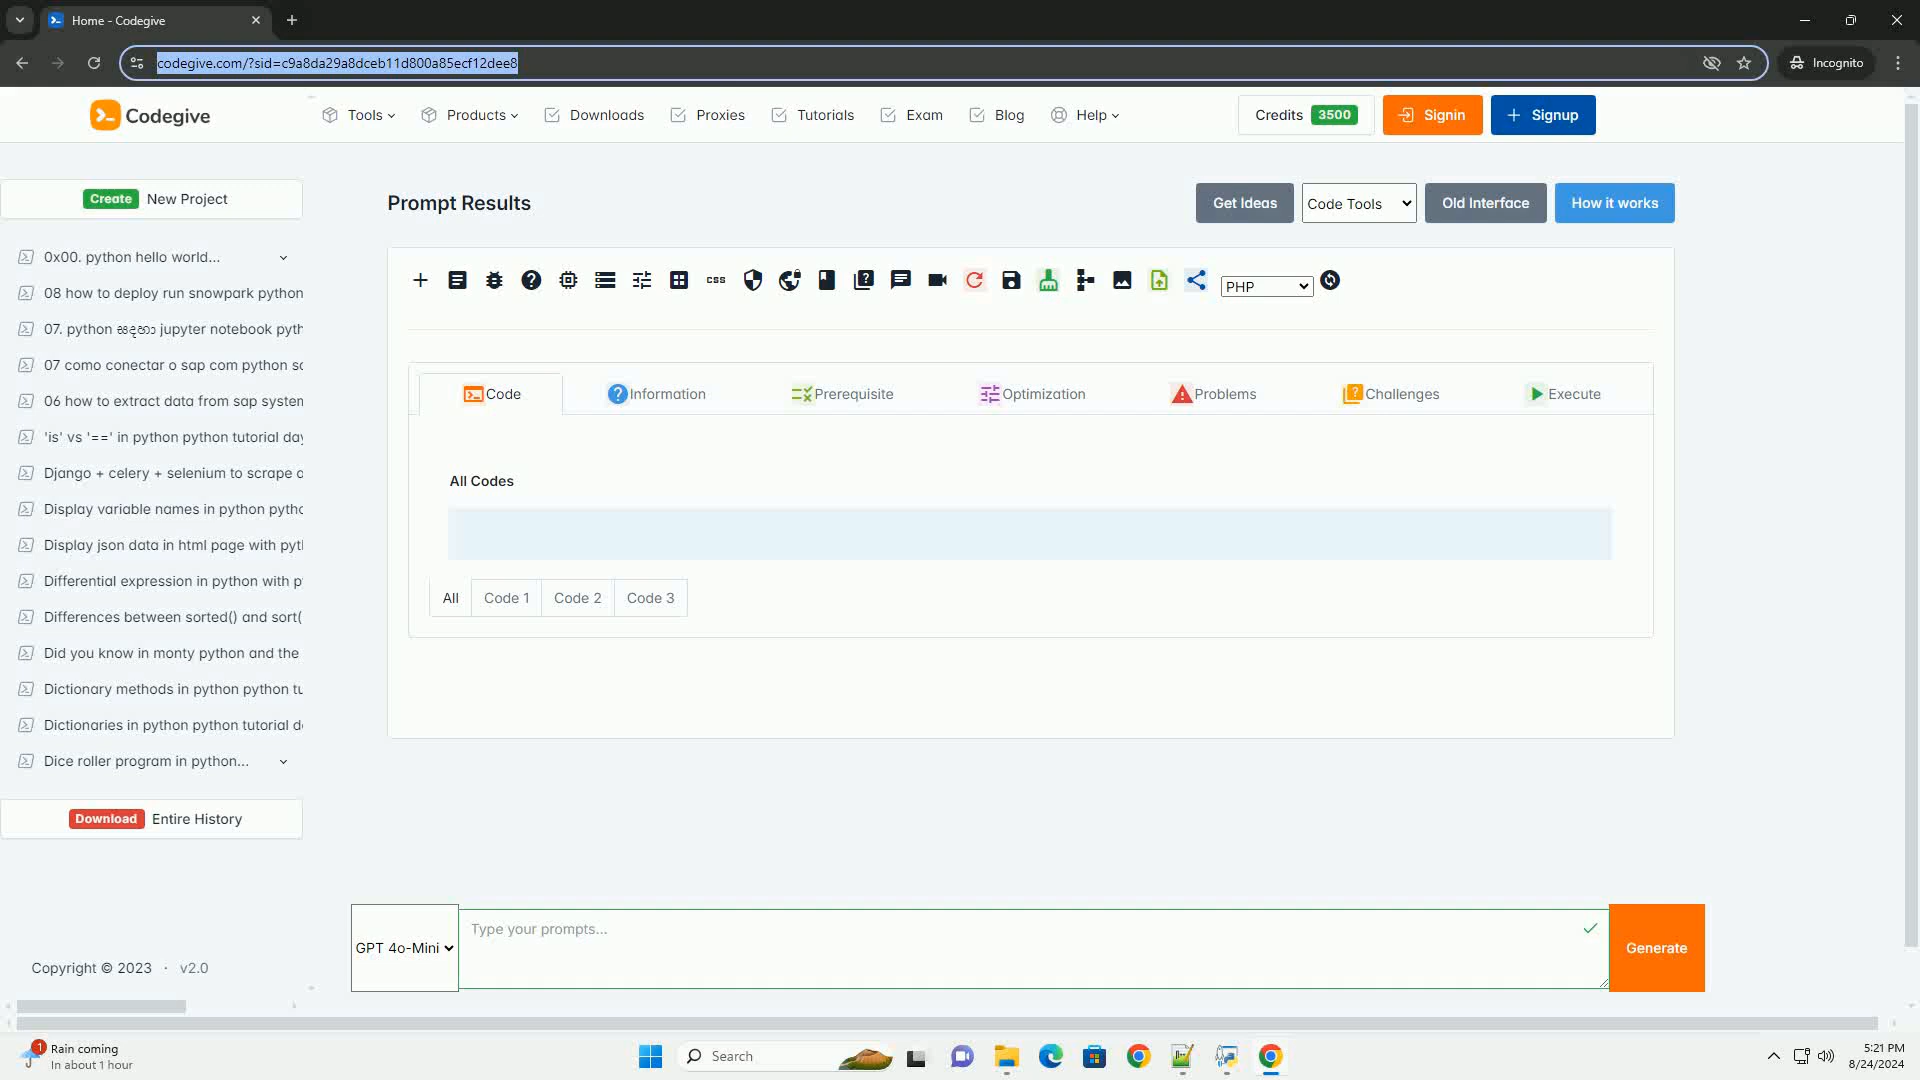 Home - Codegive
codegive.com/?sid=c9a8da29a8dceb11d800a85ecf12dee8
Incognito
Codegive
Tools
Products
Downloads
Proxies
Tutorials
Exam
Blog
Help
Credits 3500
Signin
Signup
Create New Project
0x00. python hello world...
08 how to deploy run snowpark python
07. python සඳහා jupyter notebook pyth
07 como conectar o sap com python
06 how to extract data from sap system
'is' vs '==' in python python tutorial day
Django + celery + selenium to scrape
Display variable names in python pytho
Display json data in html page with pyt
Differential expression in python with
Differences between sorted() and sort(
Did you know in monty python and the
Dictionary methods in python python tu
Dictionaries in python python tutorial
Dice roller program in python...
Download Entire History
Copyright © 2023 · v2.0
Prompt Results
Get Ideas
Code Tools
Old Interface
How it works
css
PHP
Code
Information
Prerequisite
Optimization
Problems
Challenges
Execute
All Codes
All
Code 1
Code 2
Code 3
GPT 4o-Mini
Type your prompts...
Generate
1
Rain coming
In about 1 hour
Search
5:21 PM
8/24/2024